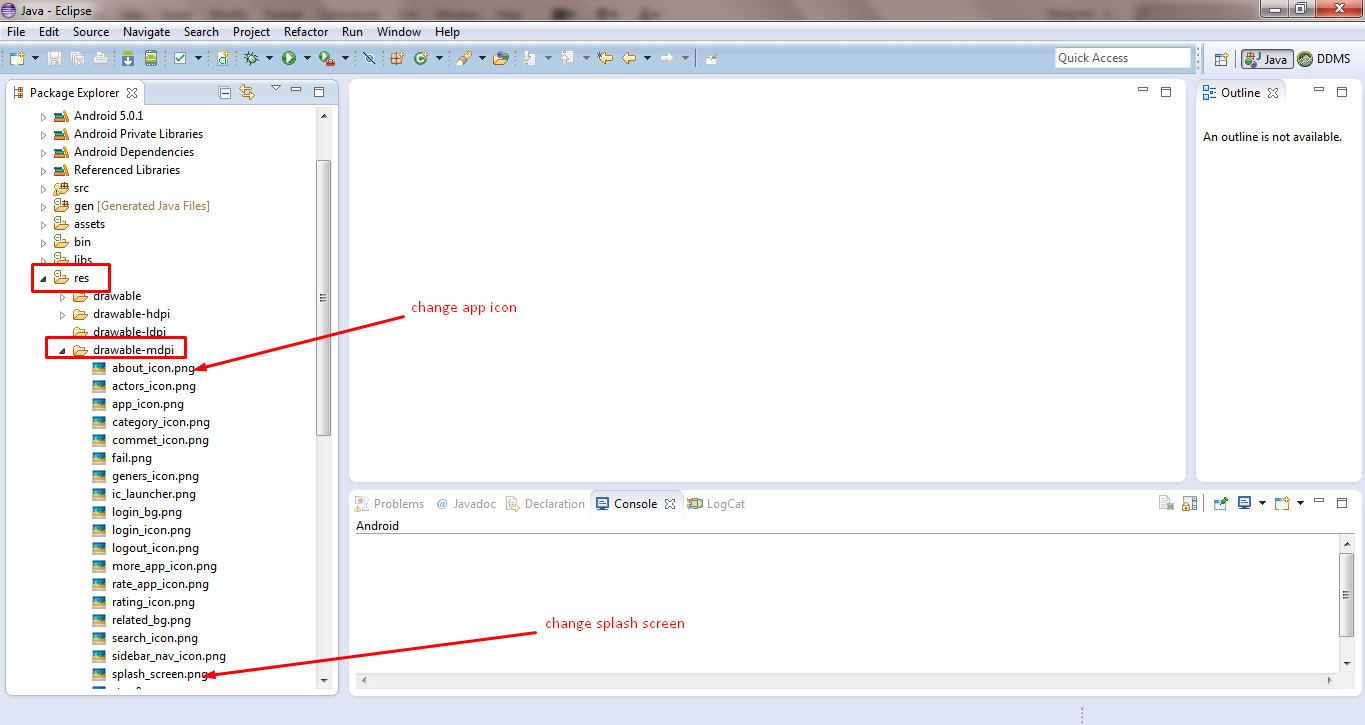 Java - Eclipse
File Edit Source Navigate Search Project Refactor Run Window Help
Quick Access
Java
DDMS
Package Explorer
Android 5.0.1
Android Private Libraries
Android Dependencies
Referenced Libraries
src
gen [Generated Java Files]
assets
bin
libs
res
drawable
drawable-hdpi
drawable-ldpi
drawable-mdpi
about_icon.png
actors_icon.png
app_icon.png
category_icon.png
commet_icon.png
fail.png
geners_icon.png
ic_launcher.png
login_bg.png
login_icon.png
logout_icon.png
more_app_icon.png
rate_app_icon.png
rating_icon.png
related_bg.png
search_icon.png
sidebar_nav_icon.png
splash_screen.png
change app icon
change splash screen
Outline
An outline is not available.
Problems @ Javadoc Declaration Console LogCat
Android